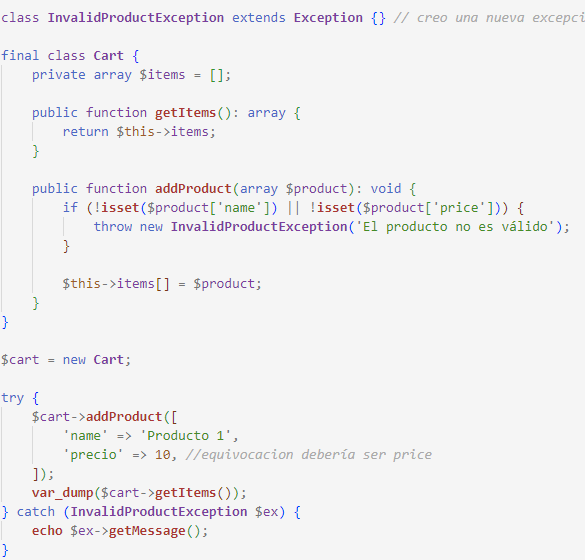 class InvalidProductException extends Exception {} // creo una nueva excepci
final class Cart {
    private array $items = [];
    public function getItems(): array {
        return $this->items;
    }
    public function addProduct(array $product): void {
        if (!isset($product['name']) || !isset($product['price'])) {
            throw new InvalidProductException('El producto no es válido');
        }
        $this->items[] = $product;
    }
}
$cart = new Cart;
try {
    $cart->addProduct([
        'name' => 'Producto 1',
        'precio' => 10, //equivocacion debería ser price
    ]);
    var_dump($cart->getItems());
} catch (InvalidProductException $ex) {
    echo $ex->getMessage();
}